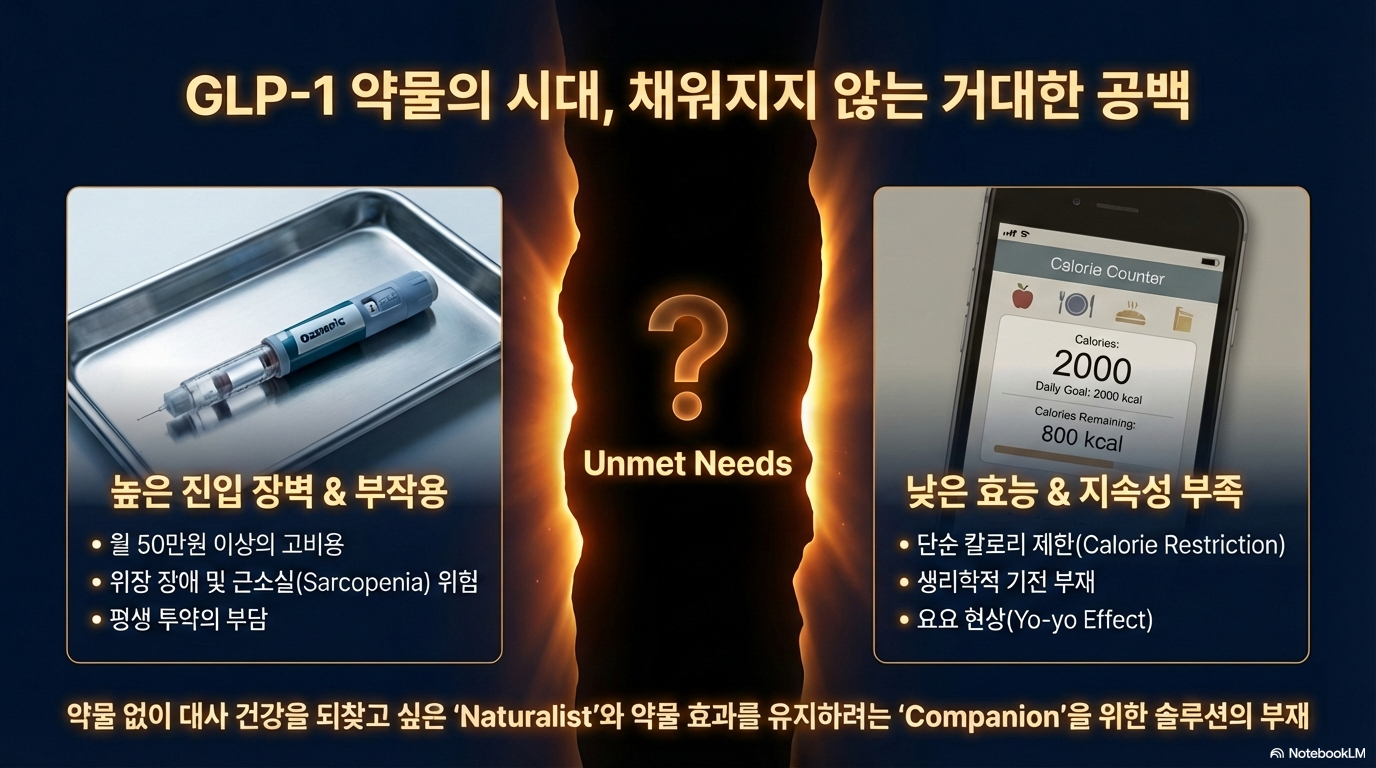 GLP-1 약물의 시대, 채워지지 않는 거대한 공백
Ozempic
높은 진입 장벽 & 부작용
• 월 50만원 이상의 고비용
• 위장 장애 및 근소실(Sarcopenia) 위험
• 평생 투약의 부담
?
Unmet Needs
Calorie Counter
Calories:
2000
Daily Goal: 2000 kcal
Calories Remaining:
800 kcal
낮은 효능 & 지속성 부족
• 단순 칼로리 제한(Calorie Restriction)
• 생리학적 기전 부재
• 요요 현상(Yo-yo Effect)
약물 없이 대사 건강을 되찾고 싶은 ‘Naturalist’와 약물 효과를 유지하려는 ‘Companion’을 위한 솔루션의 부재
NotebookLM